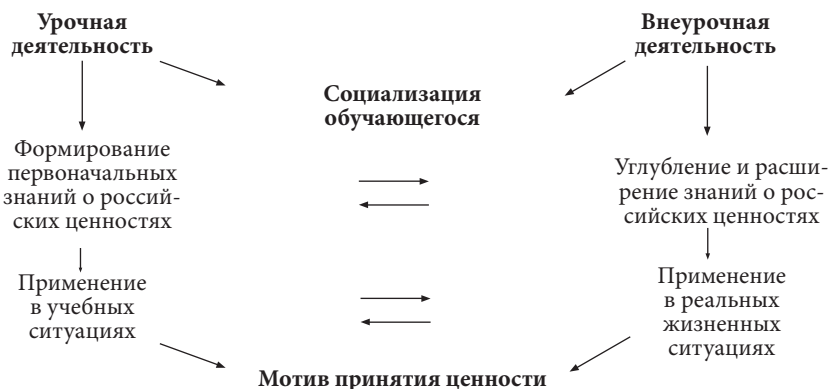 Урочная
деятельность
Внеурочная
деятельность
Социализация
обучающегося
Формирование
первоначальных
знаний о россий-
ских ценностях
Углубление и расши-
рение знаний о рос-
сийских ценностях
Применение
в учебных
ситуациях
Применение
в реальных
жизненных
ситуациях
Мотив принятия ценности